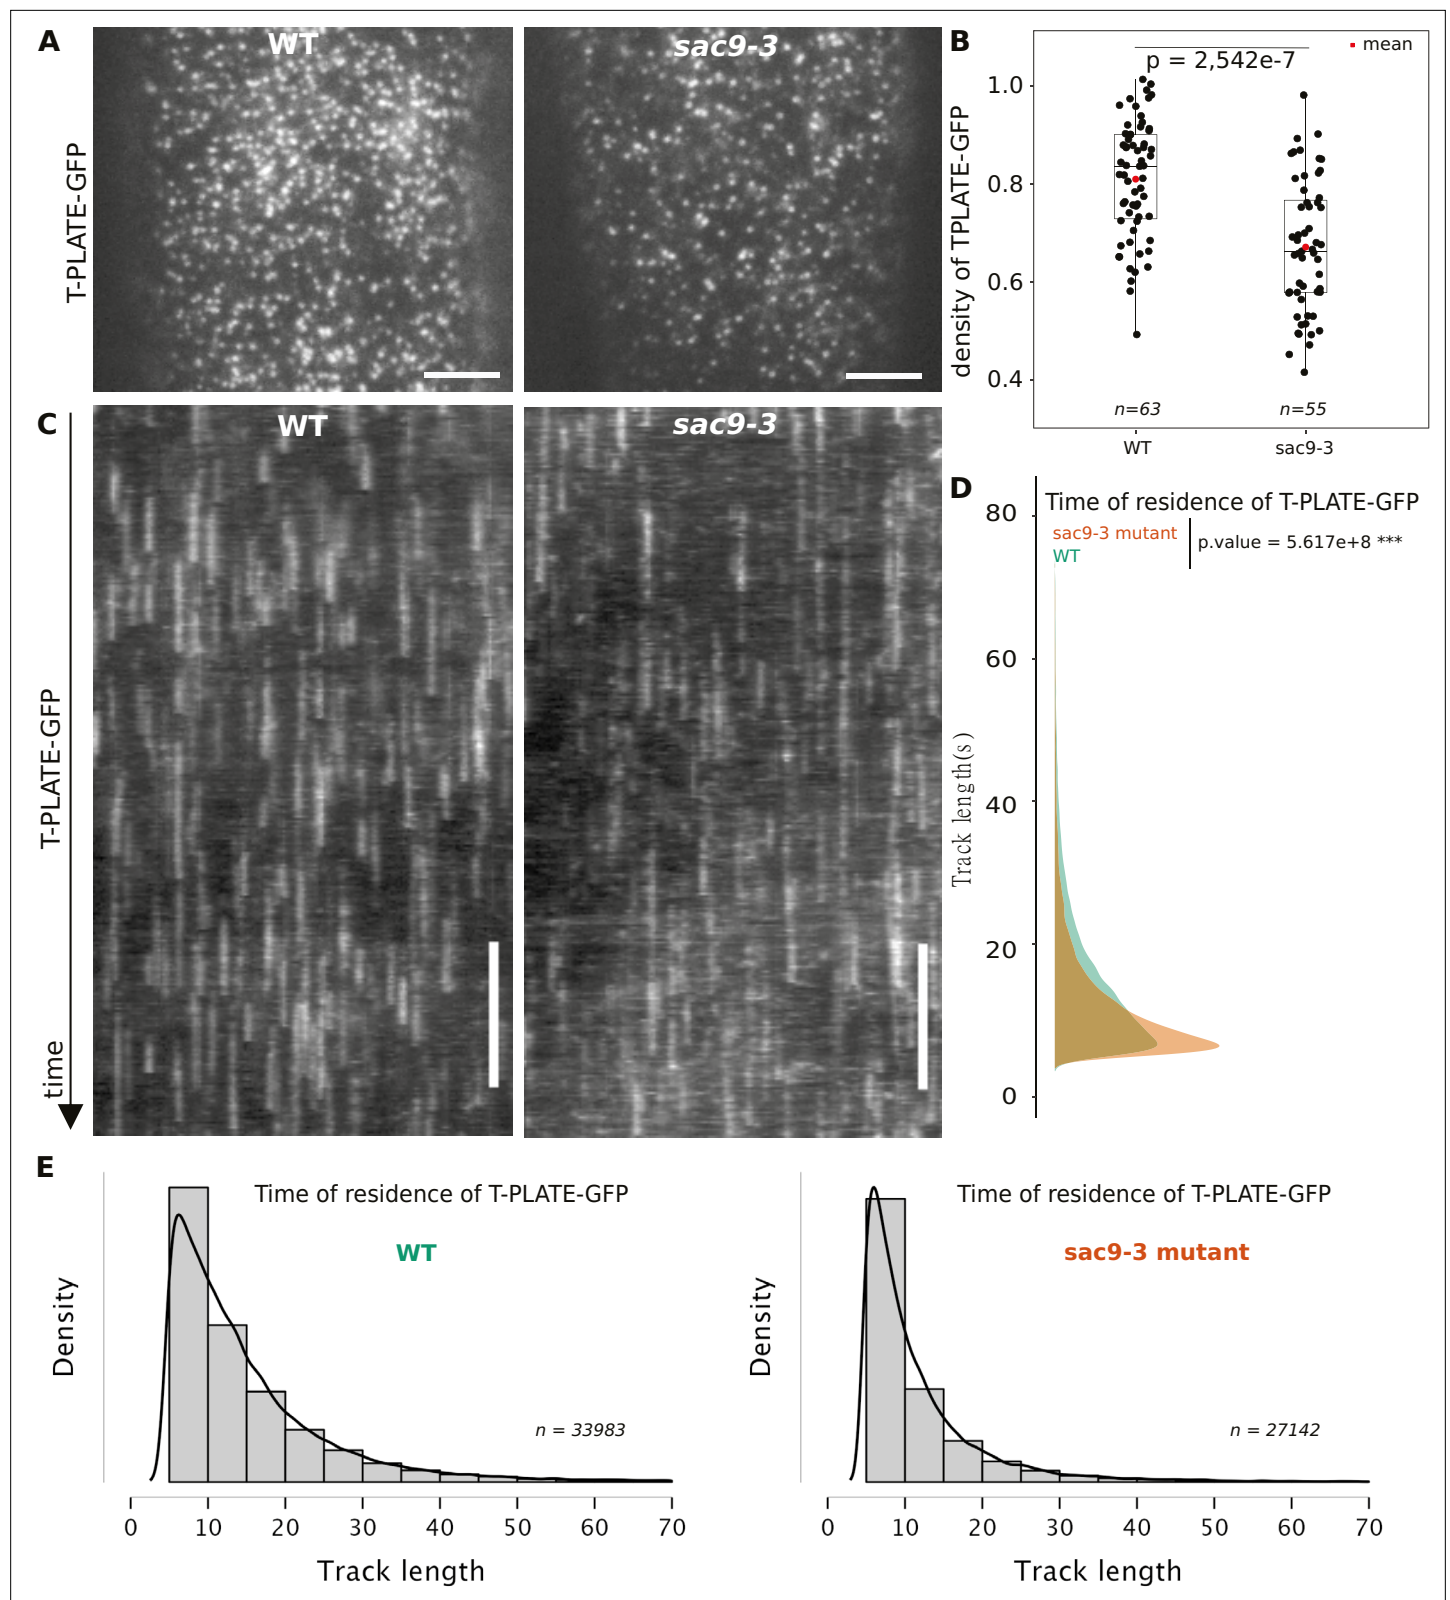 A
WT
sac9-3
T-PLATE-GFP
B
mean
p = 2,542e-7
density of TPLATE-GFP
1.0
0.8
0.6
0.4
n=63
n=55
WT
sac9-3
C
WT
sac9-3
T-PLATE-GFP
time
D
Time of residence of T-PLATE-GFP
sac9-3 mutant
WT
p.value = 5.617e+8 ***
Track length(s)
80
60
40
20
0
E
Time of residence of T-PLATE-GFP
WT
Density
n = 33983
0 10 20 30 40 50 60 70
Track length
Time of residence of T-PLATE-GFP
sac9-3 mutant
Density
n = 27142
0 10 20 30 40 50 60 70
Track length